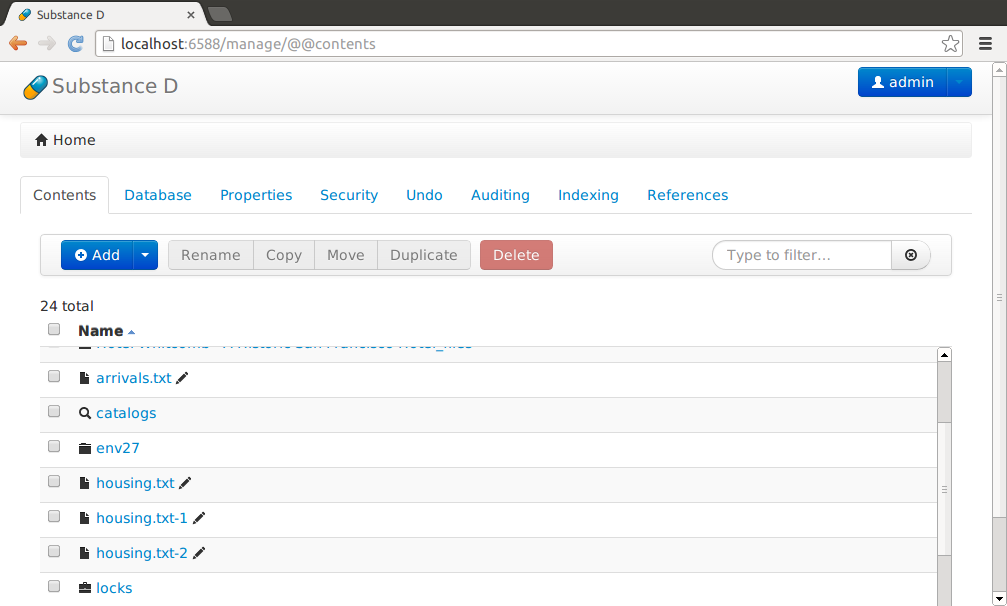 Substance D
localhost:6588/manage/@@contents
Substance D
admin
Home
Contents Database Properties Security Undo Auditing Indexing References
Add Rename Copy Move Duplicate Delete Type to filter...
24 total
Name
arrivals.txt
catalogs
env27
housing.txt
housing.txt-1
housing.txt-2
locks